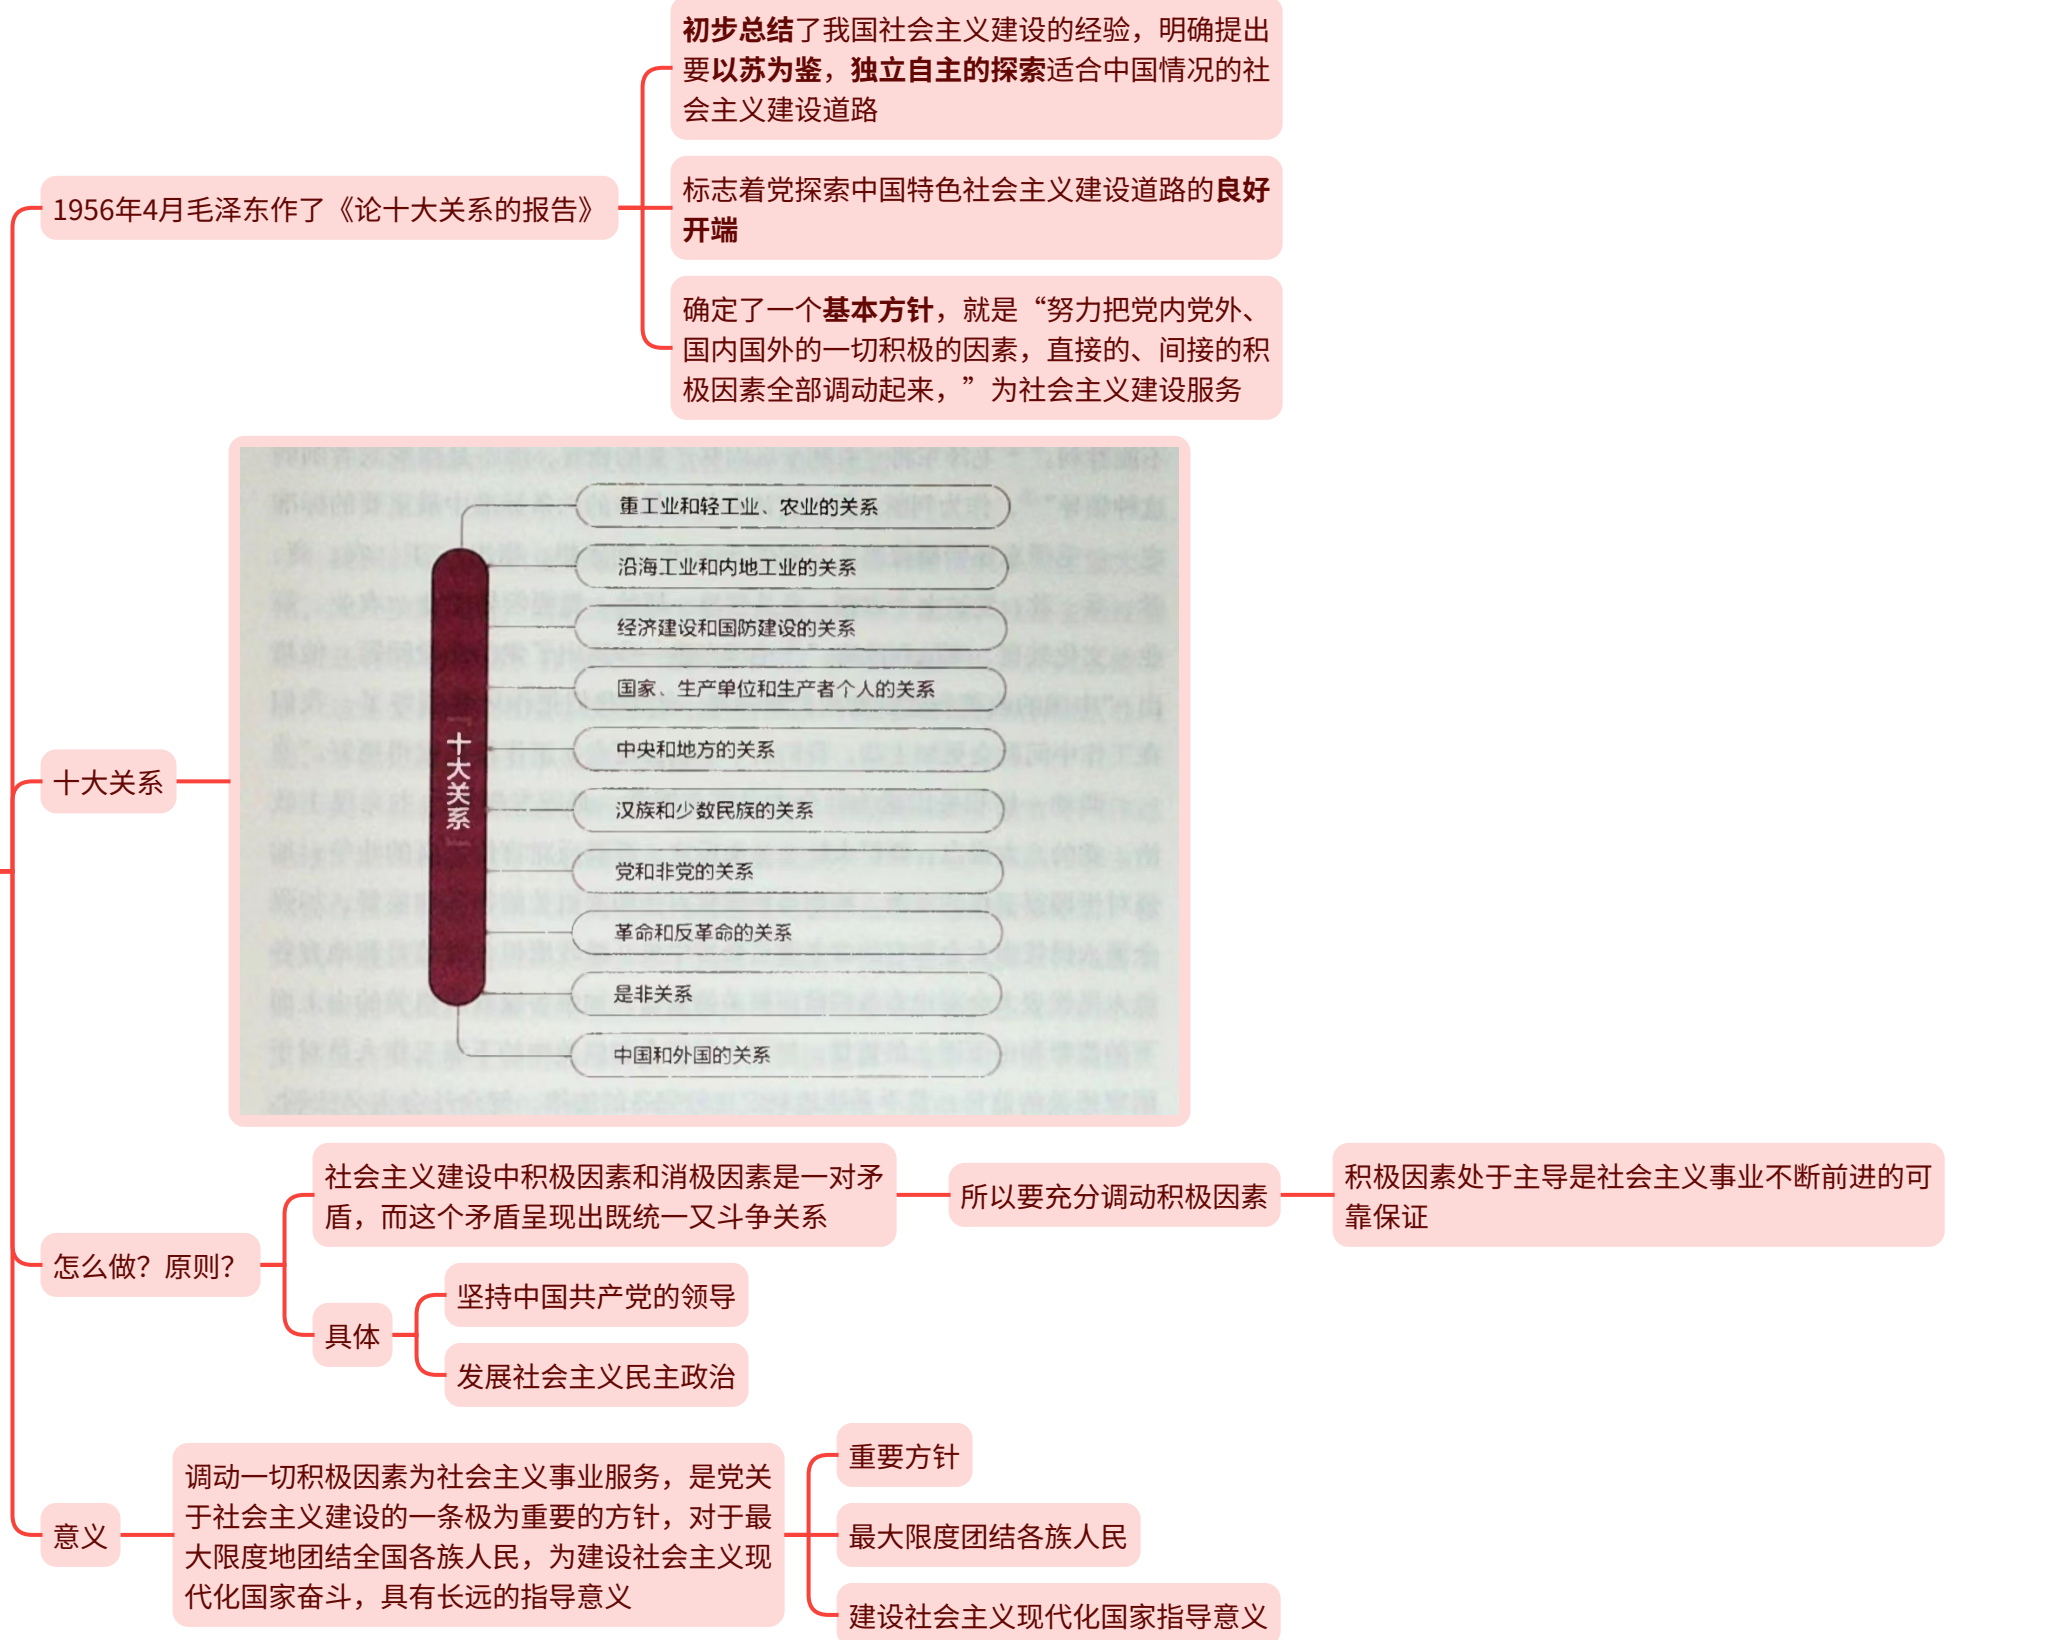 初步总结了我国社会主义建设的经验，明确提出
要以苏为鉴，独立自主的探索适合中国情况的社
会主义建设道路
1956年4月毛泽东作了《论十大关系的报告》
标志着党探索中国特色社会主义建设道路的良好
开端
确定了一个基本方针，就是“努力把党内党外、
国内国外的一切积极的因素，直接的、间接的积
极因素全部调动起来，”为社会主义建设服务
十大关系
十大关系
重工业和轻工业、农业的关系
沿海工业和内地工业的关系
经济建设和国防建设的关系
国家、生产单位和生产者个人的关系
中央和地方的关系
汉族和少数民族的关系
党和非党的关系
革命和反革命的关系
是非关系
中国和外国的关系
怎么做？原则？
社会主义建设中积极因素和消极因素是一对矛
盾，而这个矛盾呈现出既统一又斗争关系
所以要充分调动积极因素
积极因素处于主导是社会主义事业不断前进的可
靠保证
具体
坚持中国共产党的领导
发展社会主义民主政治
意义
调动一切积极因素为社会主义事业服务，是党关
于社会主义建设的一条极为重要的方针，对于最
大限度地团结全国各族人民，为建设社会主义现
代化国家奋斗，具有长远的指导意义
重要方针
最大限度团结各族人民
建设社会主义现代化国家指导意义